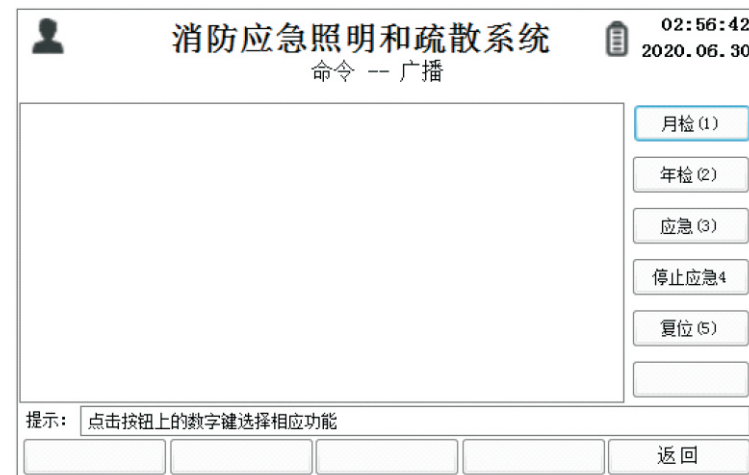 消防应急照明和疏散系统
02:56:42
2020.06.30
命令 -- 广播
月检(1)
年检(2)
应急(3)
停止应急4
复位(5)
提示: 点击按钮上的数字键选择相应功能
返回